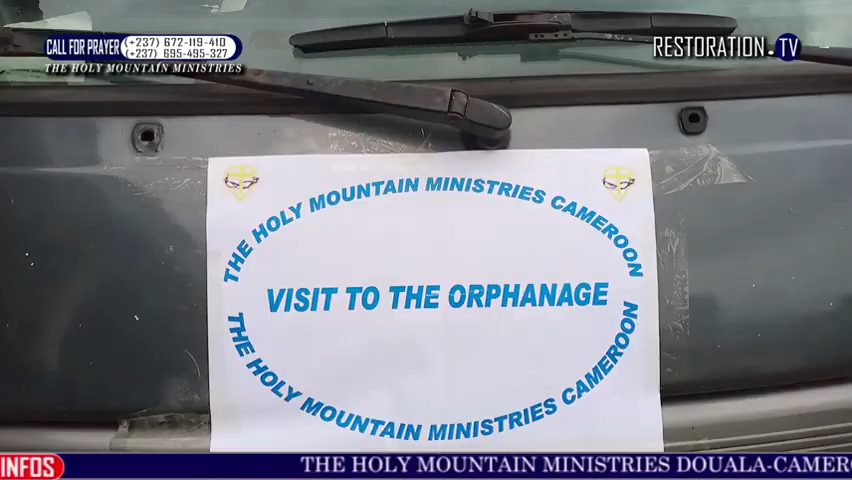 CALL FOR PRAYER
(+237) 672-119-410
(+237) 695-495-327
THE HOLY MOUNTAIN MINISTRIES
RESTORATION.TV
THE HOLY MOUNTAIN MINISTRIES CAMEROON
VISIT TO THE ORPHANAGE
THE HOLY MOUNTAIN MINISTRIES CAMEROON
INFOS
THE HOLY MOUNTAIN MINISTRIES DOUALA-CAMERO